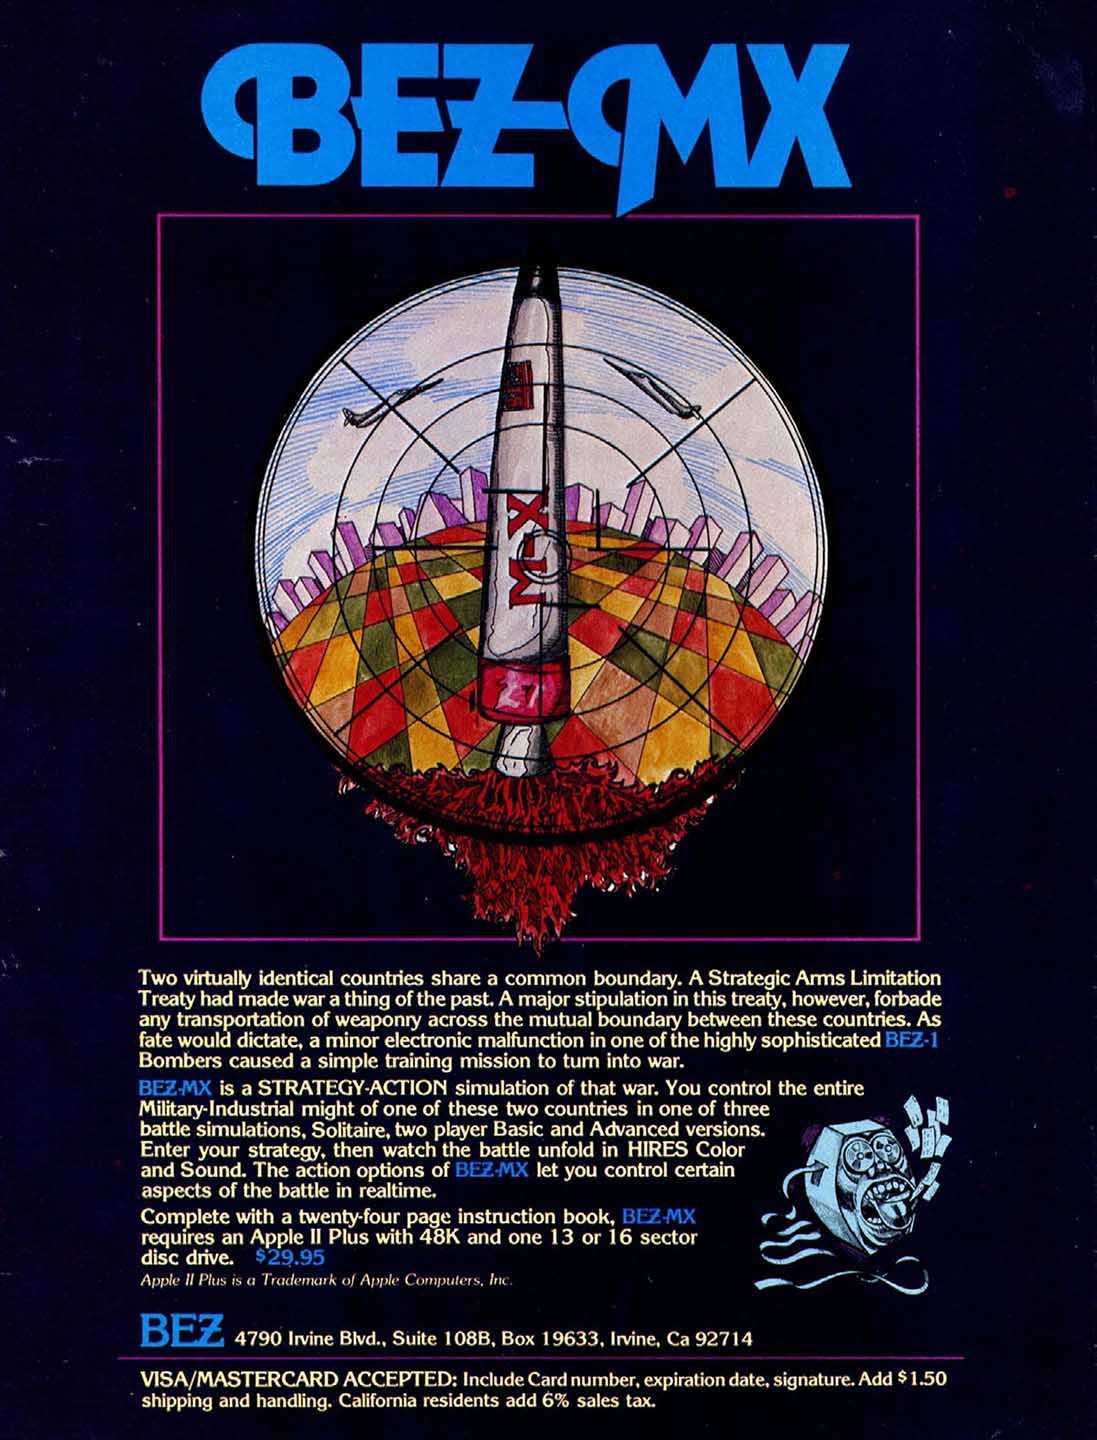 BEZ-MX
M-X
27
Two virtually identical countries share a common boundary. A Strategic Arms Limitation
Treaty had made war a thing of the past. A major stipulation in this treaty, however, forbade
any transportation of weaponry across the mutual boundary between these countries. As
fate would dictate, a minor electronic malfunction in one of the highly sophisticated BEZ-1
Bombers caused a simple training mission to turn into war.
BEZ-MX is a STRATEGY-ACTION simulation of that war. You control the entire
Military-Industrial might of one of these two countries in one of three
battle simulations, Solitaire, two player Basic and Advanced versions.
Enter your strategy, then watch the battle unfold in HIRES Color
and Sound. The action options of BEZ-MX let you control certain
aspects of the battle in realtime.
Complete with a twenty-four page instruction book, BEZ-MX
requires an Apple II Plus with 48K and one 13 or 16 sector
disc drive. $29.95
Apple II Plus is a Trademark of Apple Computers, Inc.
BEZ 4790 Irvine Blvd., Suite 108B, Box 19633, Irvine, Ca 92714
VISA/MASTERCARD ACCEPTED: Include Card number, expiration date, signature. Add $1.50
shipping and handling. California residents add 6% sales tax.